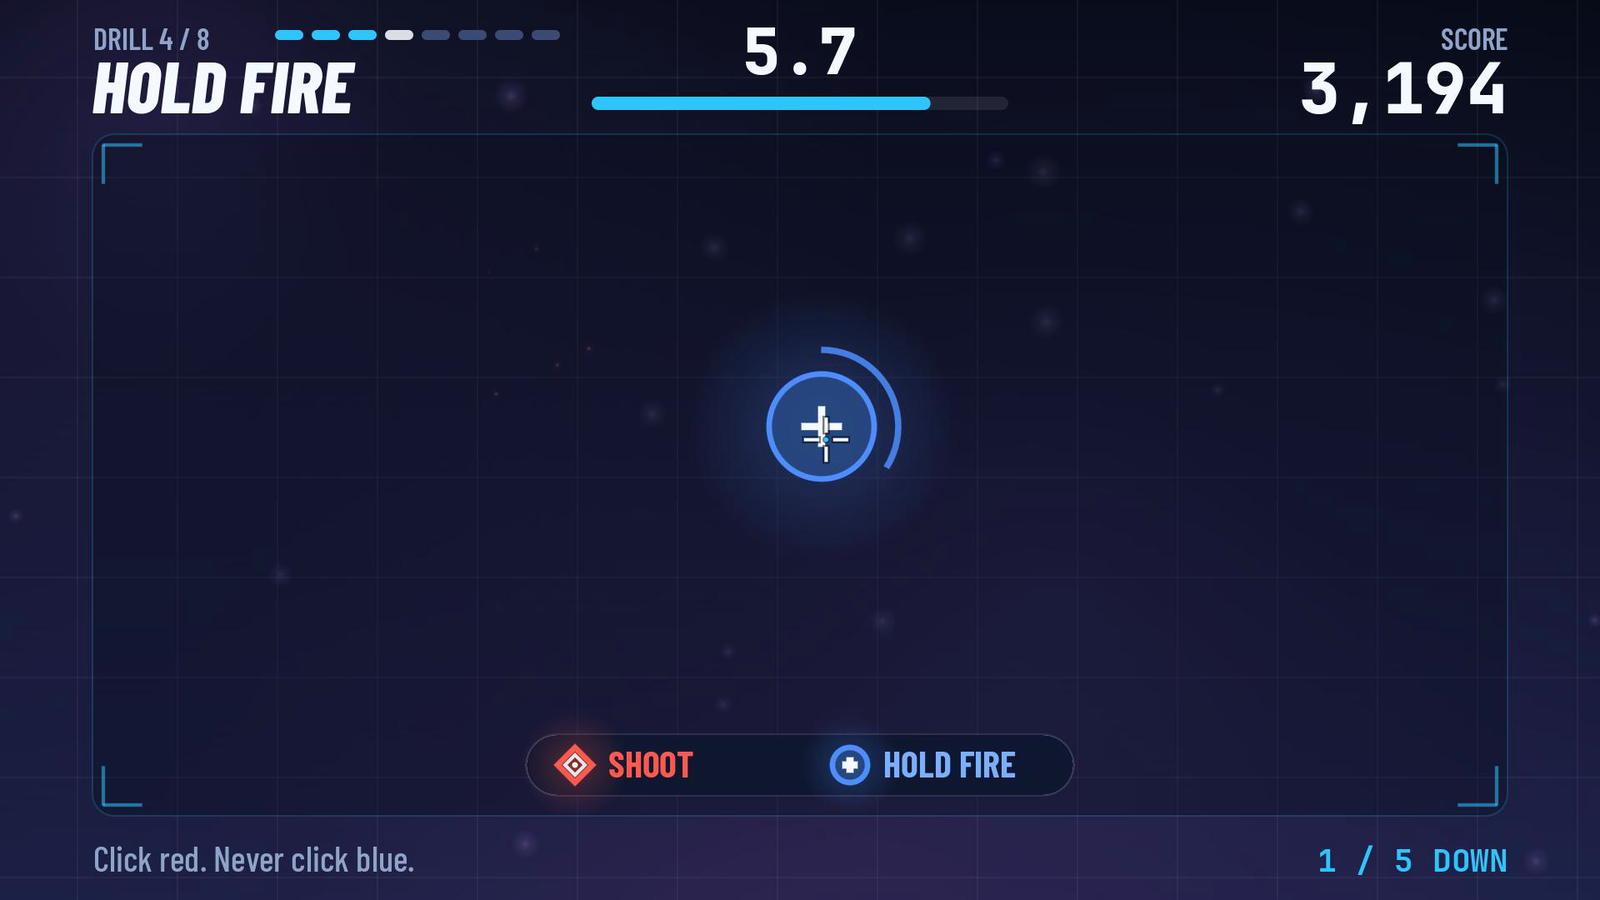 DRILL 4 / 8
HOLD FIRE
5.7
SCORE
3,194
SHOOT
HOLD FIRE
Click red. Never click blue.
1 / 5 DOWN